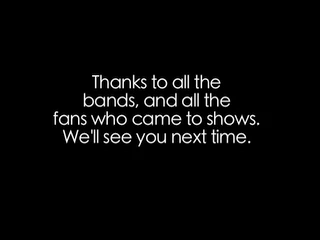 Thanks to all the
bands, and all the
fans who came to shows.
We'll see you next time.